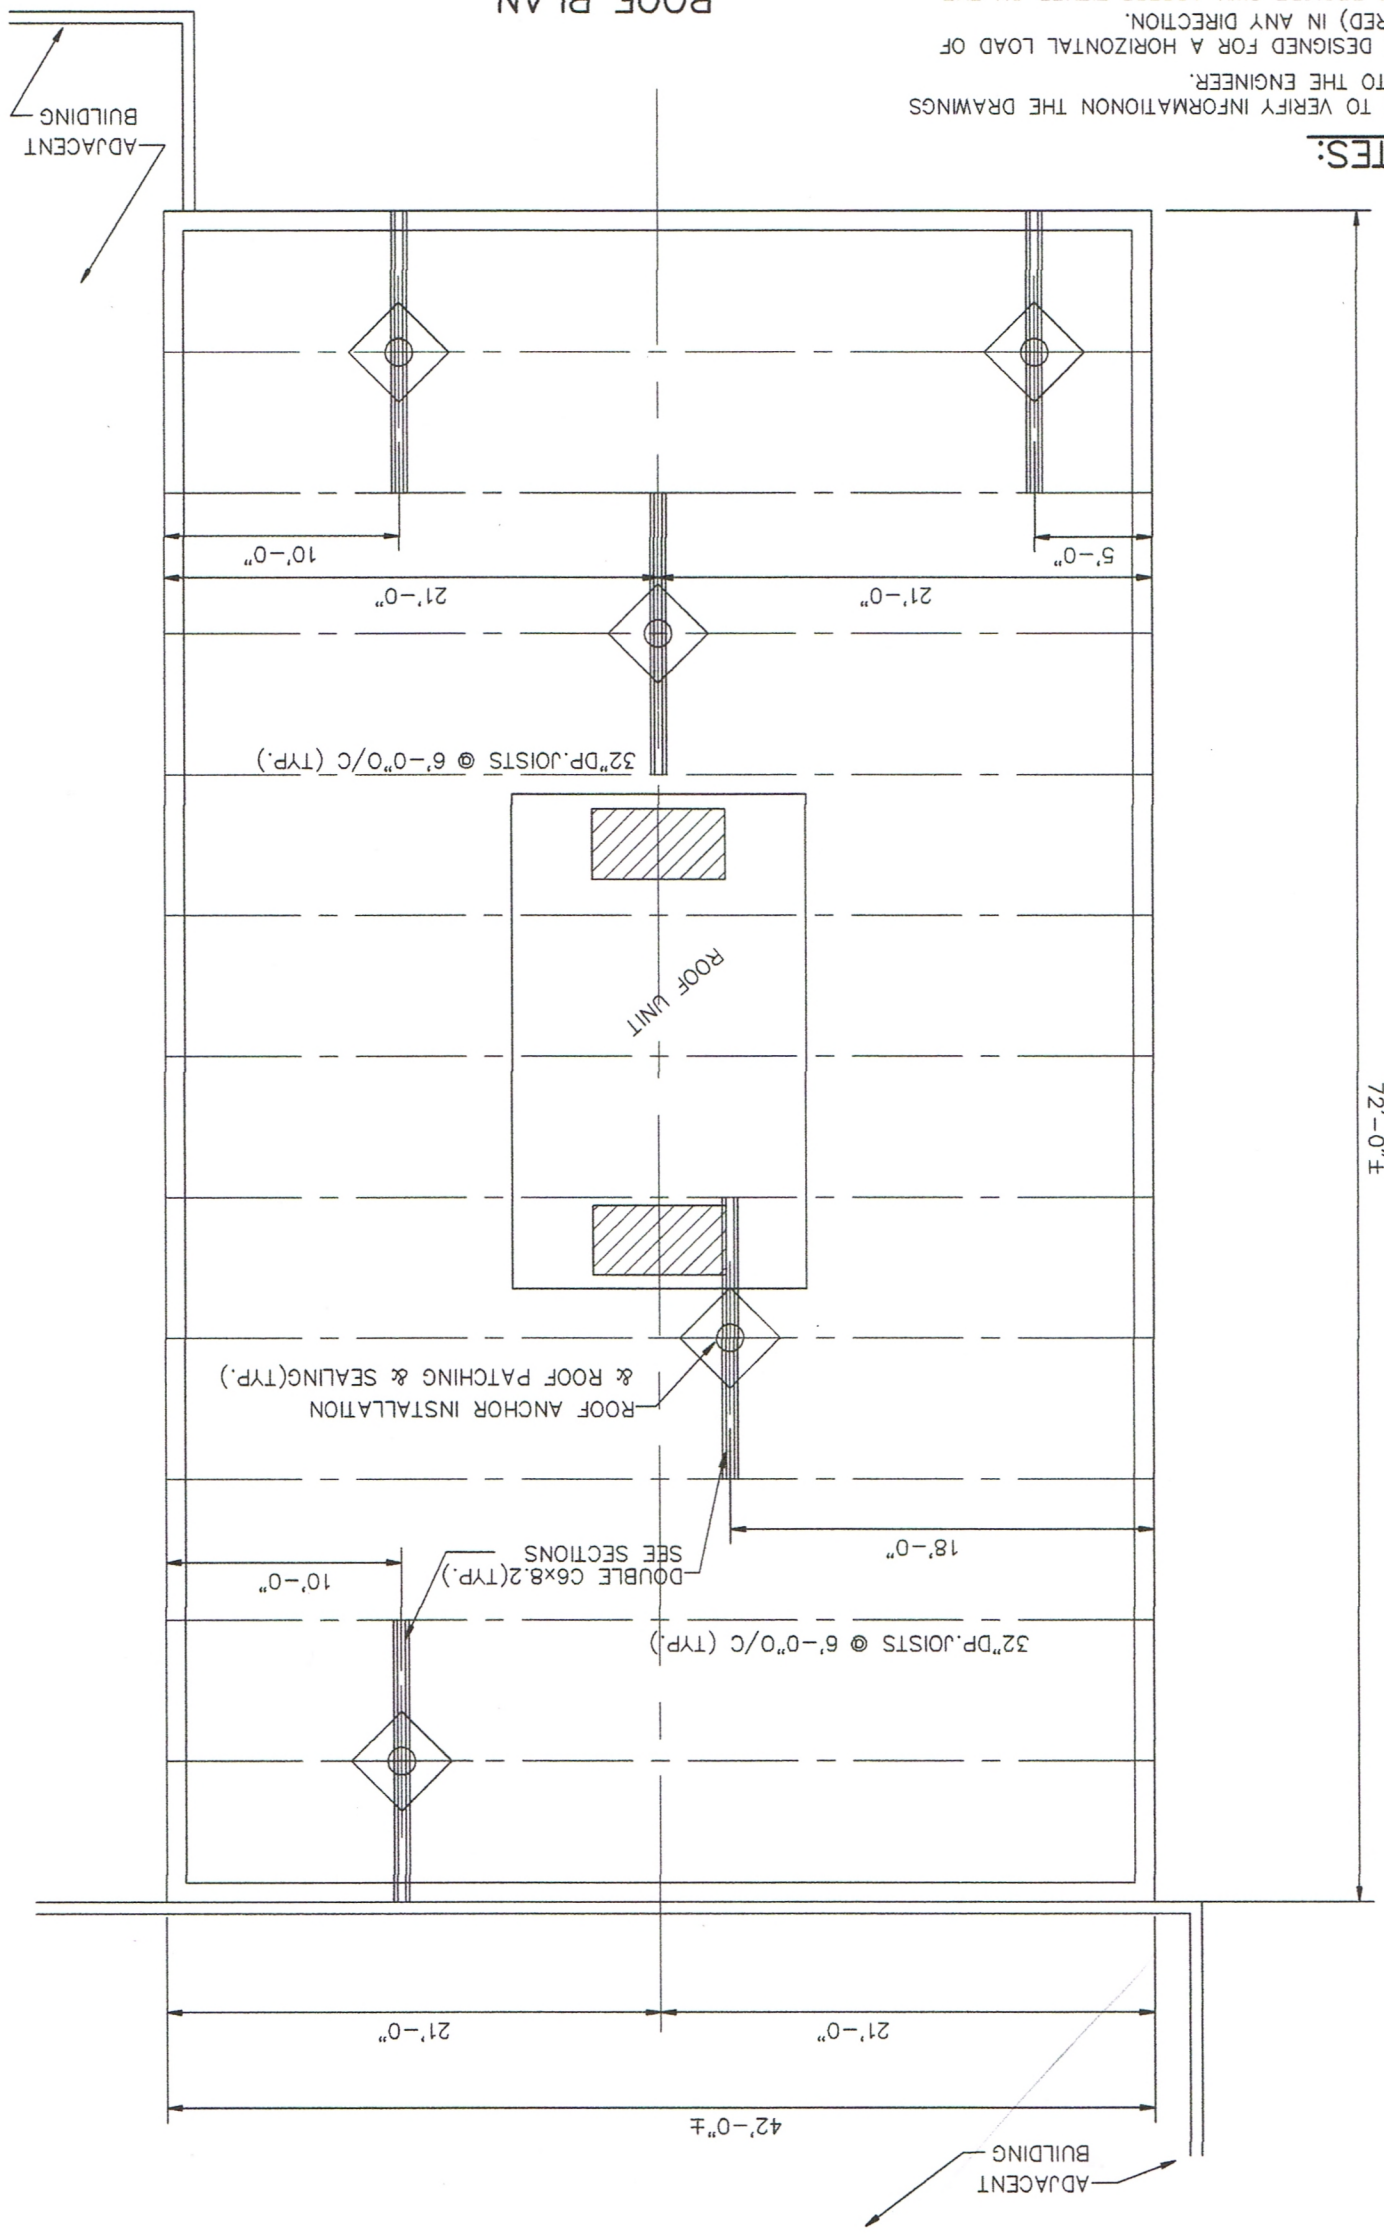 ADJACENT
BUILDING
42'-0"±
21'-0"
21'-0"
32"DP.JOISTS @ 6'-0"O/C (TYP.)
10'-0"
DOUBLE C6x8.2(TYP.)
SEE SECTIONS
18'-0"
ROOF ANCHOR INSTALLATION
& ROOF PATCHING & SEALING(TYP.)
72'-0"±
ROOF UNIT
32"DP.JOISTS @ 6'-0"O/C (TYP.)
21'-0"
21'-0"
5'-0"
10'-0"
ADJACENT
BUILDING
TES:
TO VERIFY INFORMATIONON THE DRAWINGS
TO THE ENGINEER.
DESIGNED FOR A HORIZONTAL LOAD OF
RED) IN ANY DIRECTION.
ROOF PLAN